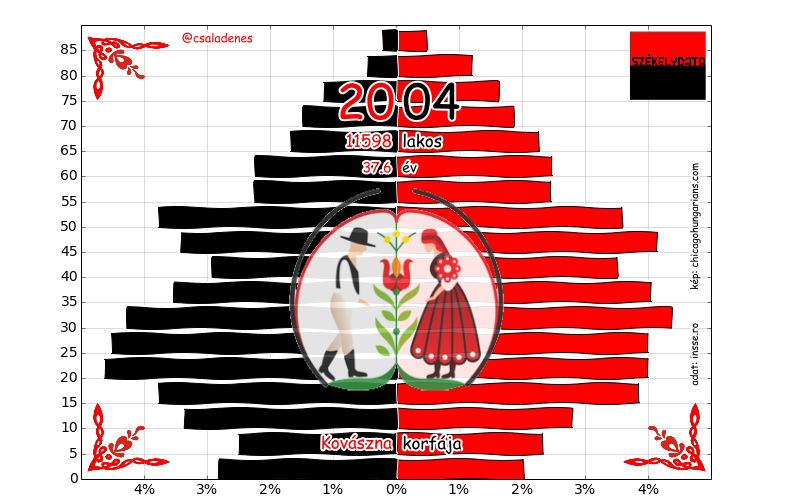 @csaladenes
SZÉKELYDATA
2004
11598 lakos
37.6 év
kép: chicagohungarians.com
adat: insse.ro
Kovászna korfája
85
80
75
70
65
60
55
50
45
40
35
30
25
20
15
10
5
0
4% 3% 2% 1% 0% 1% 2% 3% 4%